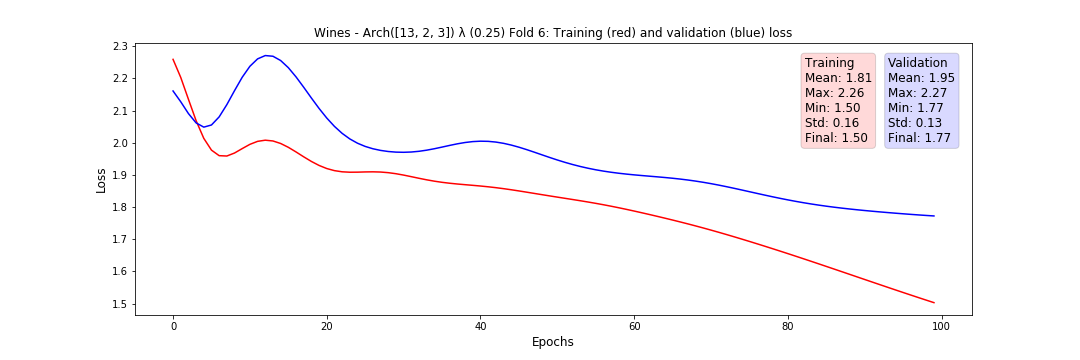 Wines - Arch([13, 2, 3]) λ (0.25) Fold 6: Training (red) and validation (blue) loss
2.3
2.2
2.1
2.0
1.9
1.8
1.7
1.6
1.5
Loss
Training
Mean: 1.81
Max: 2.26
Min: 1.50
Std: 0.16
Final: 1.50
Validation
Mean: 1.95
Max: 2.27
Min: 1.77
Std: 0.13
Final: 1.77
0 20 40 60 80 100
Epochs